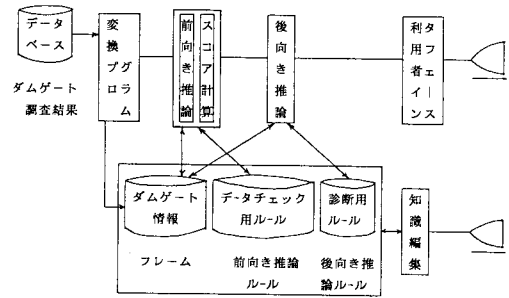 データ
ベース
ダムゲート
調査結果
変換プログラム
前向き推論
スコア計算
後向き推論
利用者インタフェース
ダムゲート
情報
データチェック
用ルール
診断用
ルール
フレーム
前向き推論
ルール
後向き推
論ルール
知識編集